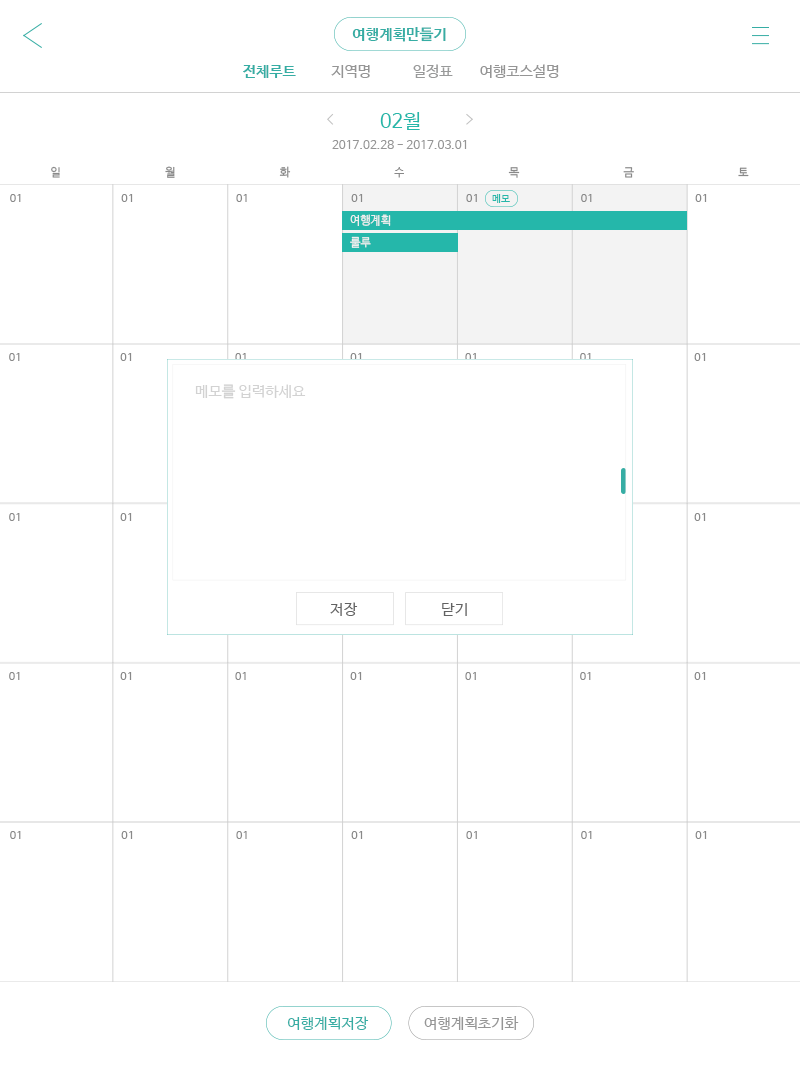 여행계획만들기
전체루트 지역명 일정표 여행코스설명
02월
2017.02.28 - 2017.03.01
일 월 화 수 목 금 토
01 01 01 01 01 메모 01 01
여행계획
룰루
01 01 01 01 01 01 01
메모를 입력하세요
01 01 01
저장 닫기
01 01 01 01 01 01 01
01 01 01 01 01 01 01
여행계획저장 여행계획초기화